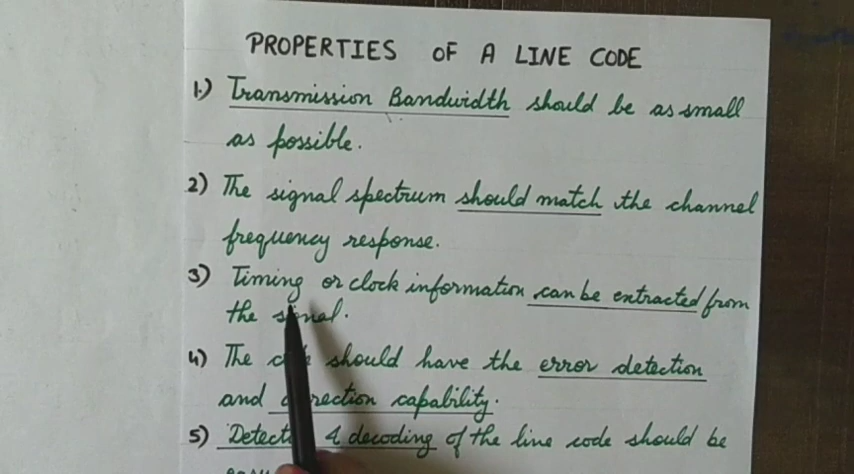 PROPERTIES OF A LINE CODE
1.) Transmission Bandwidth should be as small
as possible.
2) The signal spectrum should match the channel
frequency response.
3) Timing or clock information can be extracted from
the signal.
4) The should have the error detection
and capability.
5) & decoding of the line code should be